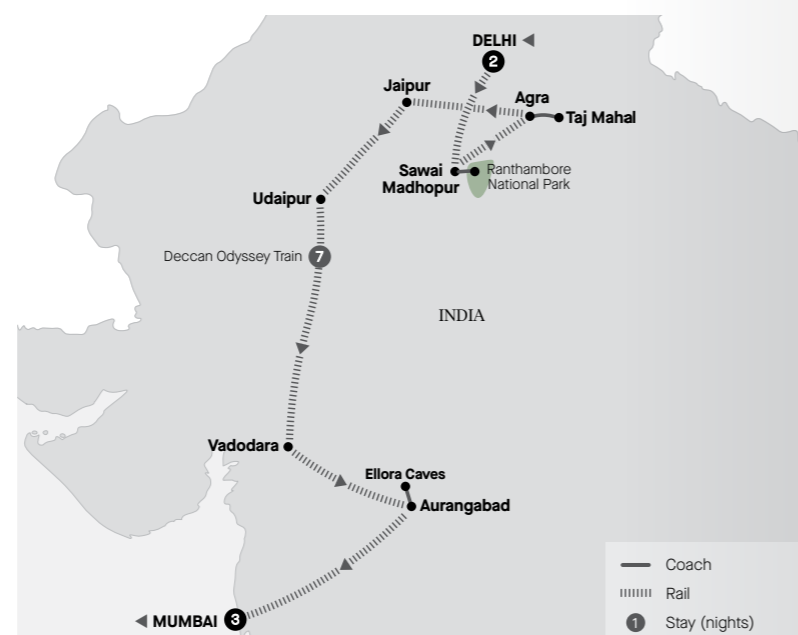 DELHI
2
Jaipur
Agra
Taj Mahal
Sawai
Madhopur
Ranthambore
National Park
Udaipur
Deccan Odyssey Train
7
INDIA
Vadodara
Ellora Caves
Aurangabad
MUMBAI
3
Coach
Rail
1
Stay (nights)